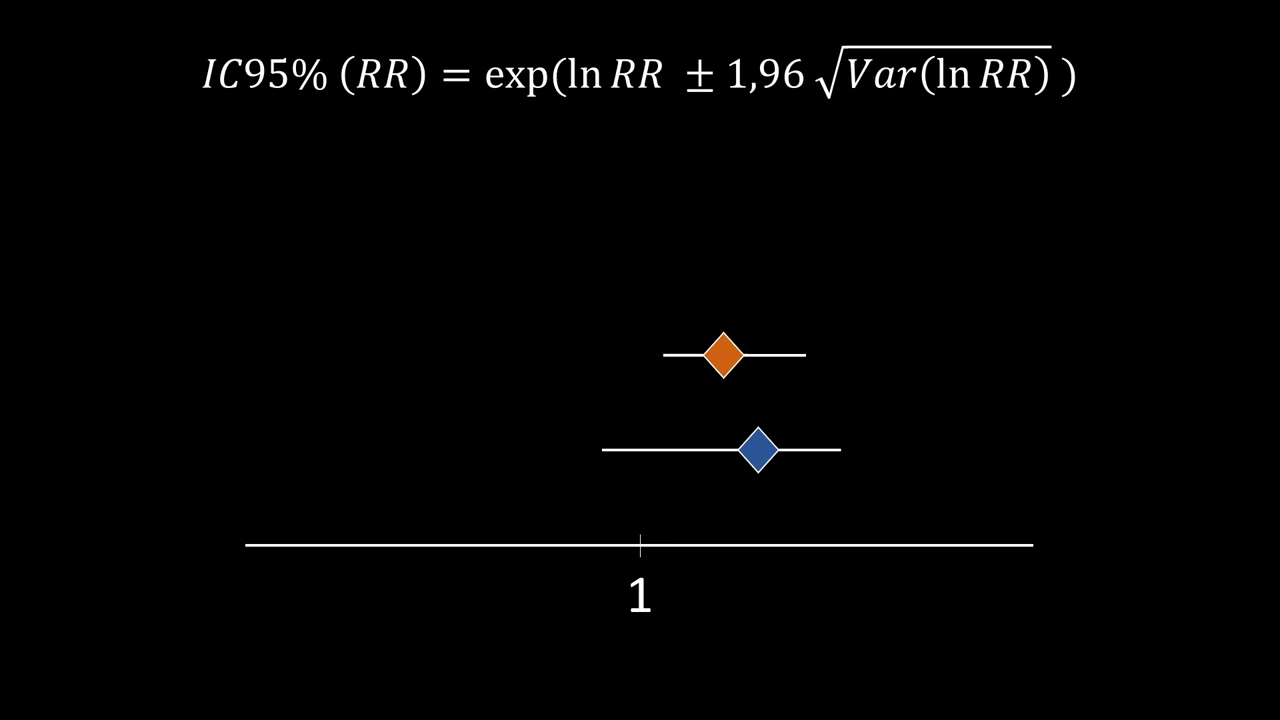 IC95% (RR) = exp(ln RR ± 1,96 √Var(ln RR) )
1